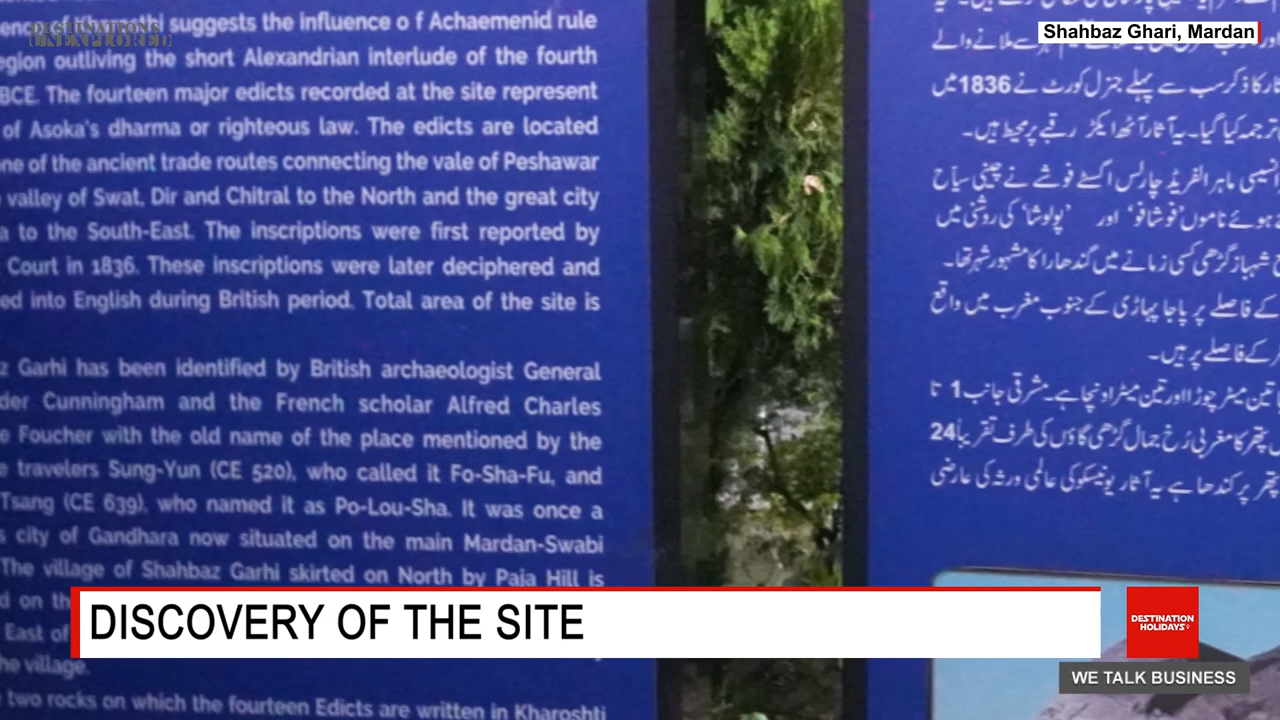 DESTINATIONS
UNEXPLORED
Shahbaz Ghari, Mardan
suggests the influence o f Achaemenid rule
egion outliving the short Alexandrian interlude of the fourth
BCE. The fourteen major edicts recorded at the site represent
of Asoka's dharma or righteous law. The edicts are located
ne of the ancient trade routes connecting the vale of Peshawar
valley of Swat, Dir and Chitral to the North and the great city
a to the South-East. The inscriptions were first reported by
Court in 1836. These inscriptions were later deciphered and
ed into English during British period. Total area of the site is
z Garhi has been identified by British archaeologist General
der Cunningham and the French scholar Alfred Charles
e Foucher with the old name of the place mentioned by the
e travelers Sung-Yun (CE 520), who called it Fo-Sha-Fu, and
Tsang (CE 639), who named it as Po-Lou-Sha. It was once a
s city of Gandhara now situated on the main Mardan-Swabi
The village of Shahbaz Garhi skirted on North by Paja Hill is
d on th
East of
he village.
two rocks on which the fourteen Edicts are written in Kharoshti
سے ملانے والے
کا ذکر سب سے پہلے جنرل کورٹ نے 1836 میں
ترجمہ کیا گیا۔ یہ آثار آٹھ ایکڑ رقبے پر محیط ہیں۔
ماہر الفریڈ چارلس اگسٹے فوشے نے چینی سیاح
ہوئے ناموں 'فوشافو' اور 'پولوشا' کی روشنی میں
شہباز گڑھی کسی زمانے میں گندھارا کا مشہور شہر تھا۔
کے فاصلے پر پاجا پہاڑی کے جنوب مغرب میں واقع
کے فاصلے پر ہیں۔
تین میٹر چوڑا اور تین میٹر اونچا ہے۔ مشرقی جانب 1 تا
پتھر کا مغربی رُخ جمال گڑھی گاؤں کی طرف تقریباً 24
پتھر پر کندھا ہے یہ آثار یونیسکو کی عالمی ورثہ کی عارضی
DISCOVERY OF THE SITE
DESTINATION
HOLIDAYS
WE TALK BUSINESS